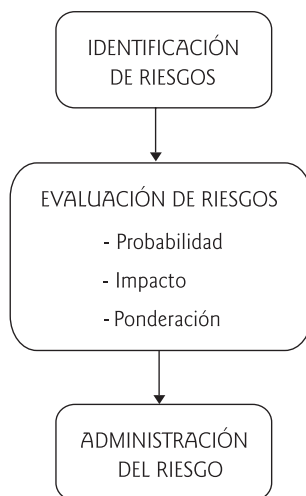 IDENTIFICACIÓN
DE RIESGOS
EVALUACIÓN DE RIESGOS
- Probabilidad
- Impacto
- Ponderación
ADMINISTRACIÓN
DEL RIESGO